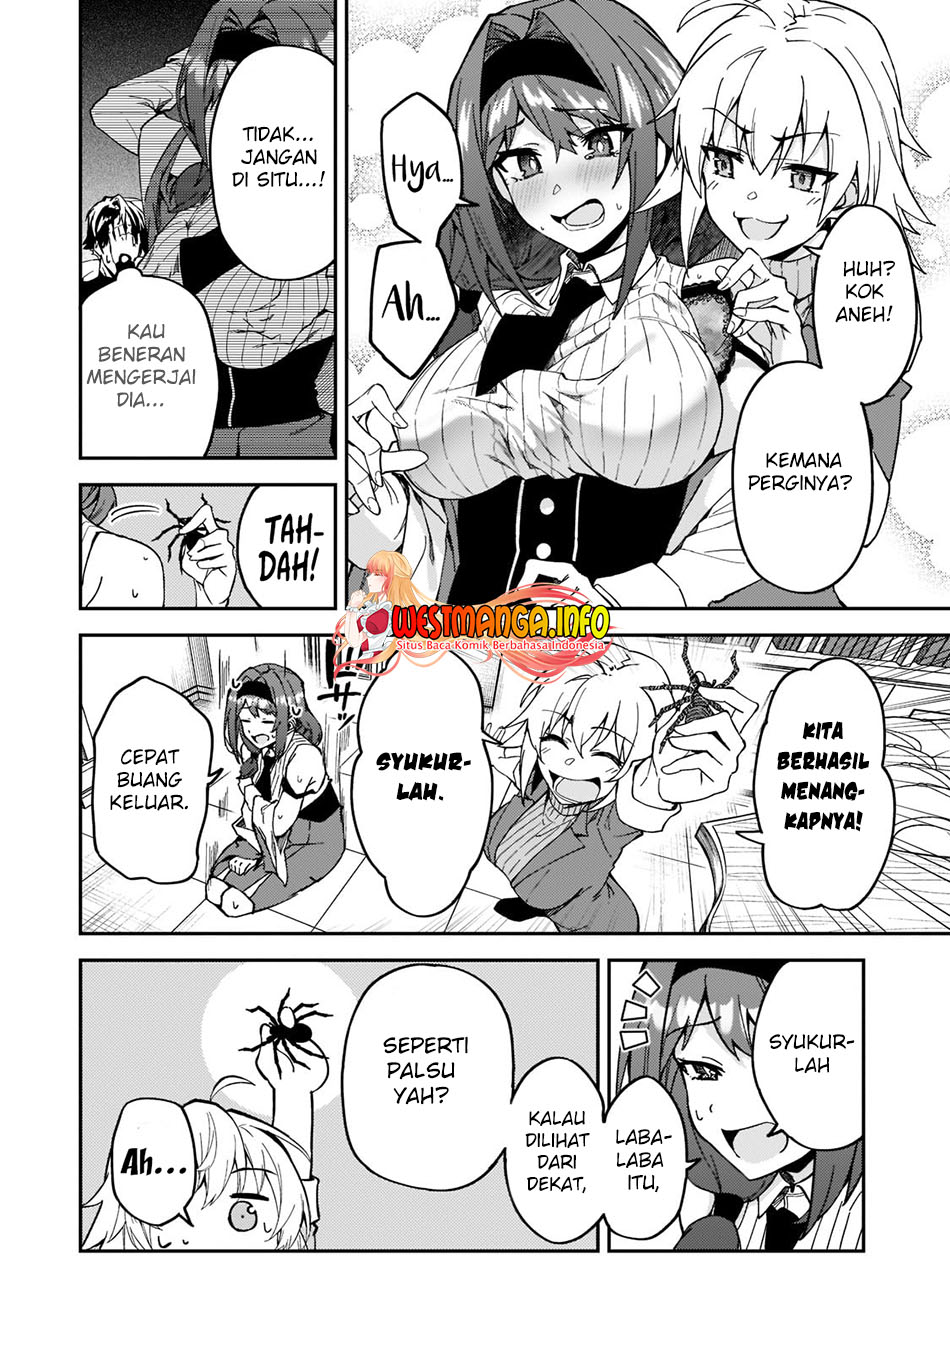 HUH?
KOK
ANEH!
KEMANA
PERGINYA?
Hya...
Ah...
TIDAK...
JANGAN
DI SITU...!
KAU
BENERAN
MENGERJAI
DIA...
TAH-
DAH!
WESTMANGA.INFO
Situs Baca Komik Berbahasa Indonesia
KITA
BERHASIL
MENANG-
KAPNYA!
SYUKUR-
LAH.
CEPAT
BUANG
KELUAR.
SYUKUR-
LAH
LABA-
LABA
ITU,
KALAU
DILIHAT
DARI
DEKAT,
SEPERTI
PALSU
YAH?
Ah...